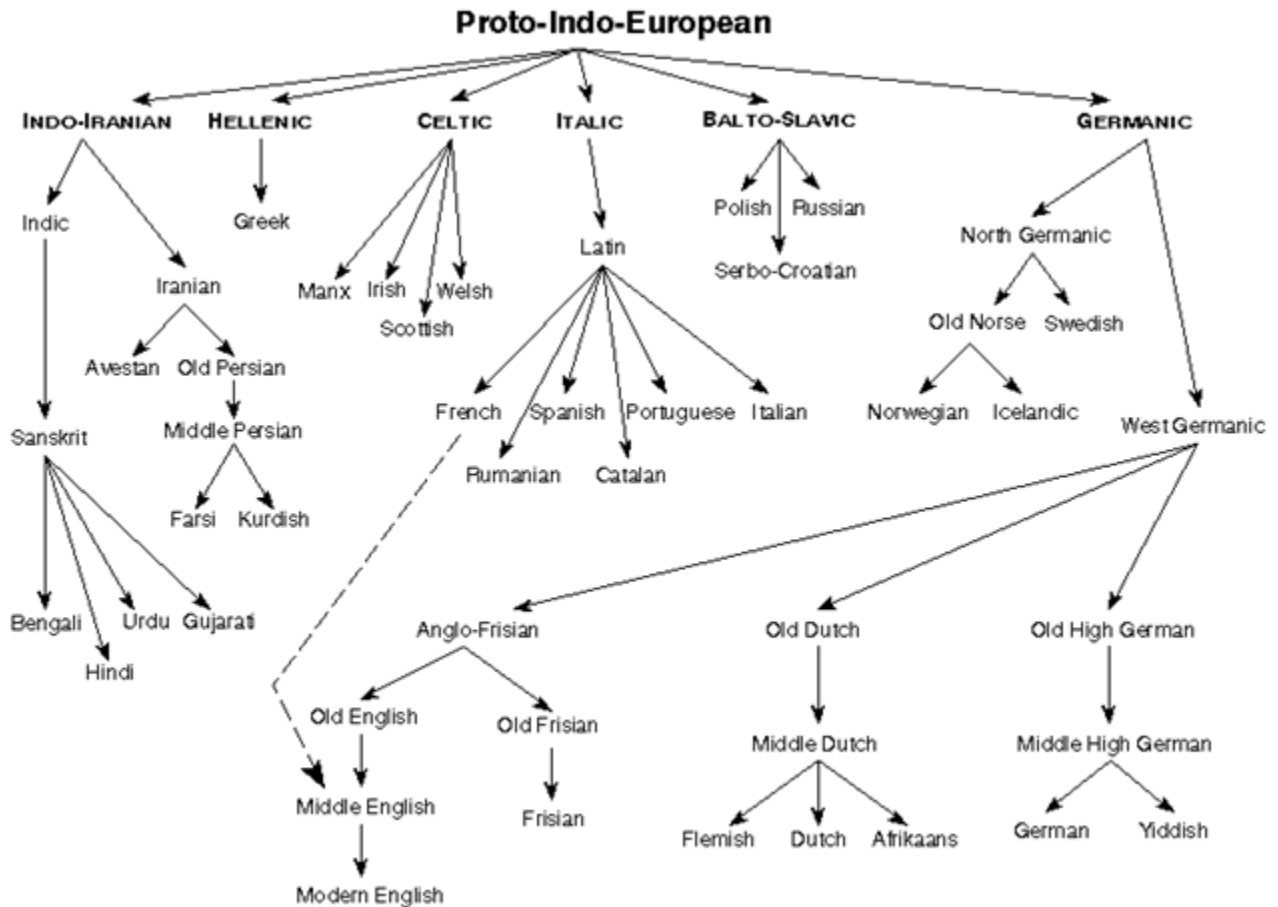 Proto-Indo-European
INDO-IRANIAN
HELLENIC
CELTIC
ITALIC
BALTO-SLAVIC
GERMANIC
Indic
Greek
Polish
Russian
Latin
North Germanic
Iranian
Manx
Irish
Welsh
Serbo-Croatian
Scottish
Old Norse
Swedish
Avestan
Old Persian
French
Spanish
Portuguese
Italian
Norwegian
Icelandic
Sanskrit
Middle Persian
West Germanic
Rumanian
Catalan
Farsi
Kurdish
Bengali
Urdu
Gujarati
Anglo-Frisian
Old Dutch
Old High German
Hindi
Old English
Old Frisian
Middle Dutch
Middle High German
Middle English
Frisian
Flemish
Dutch
Afrikaans
German
Yiddish
Modern English